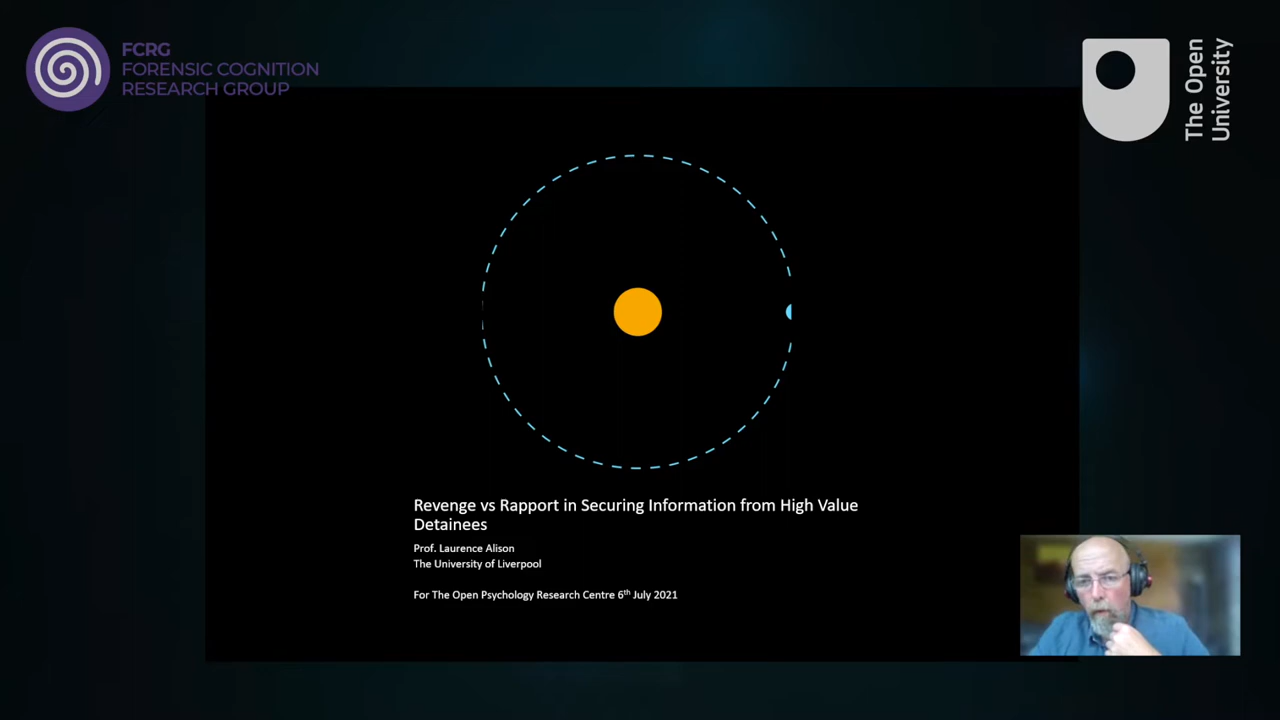 FCRG
FORENSIC COGNITION
RESEARCH GROUP
The Open
University
Revenge vs Rapport in Securing Information from High Value
Detainees
Prof. Laurence Alison
The University of Liverpool
For The Open Psychology Research Centre 6th July 2021